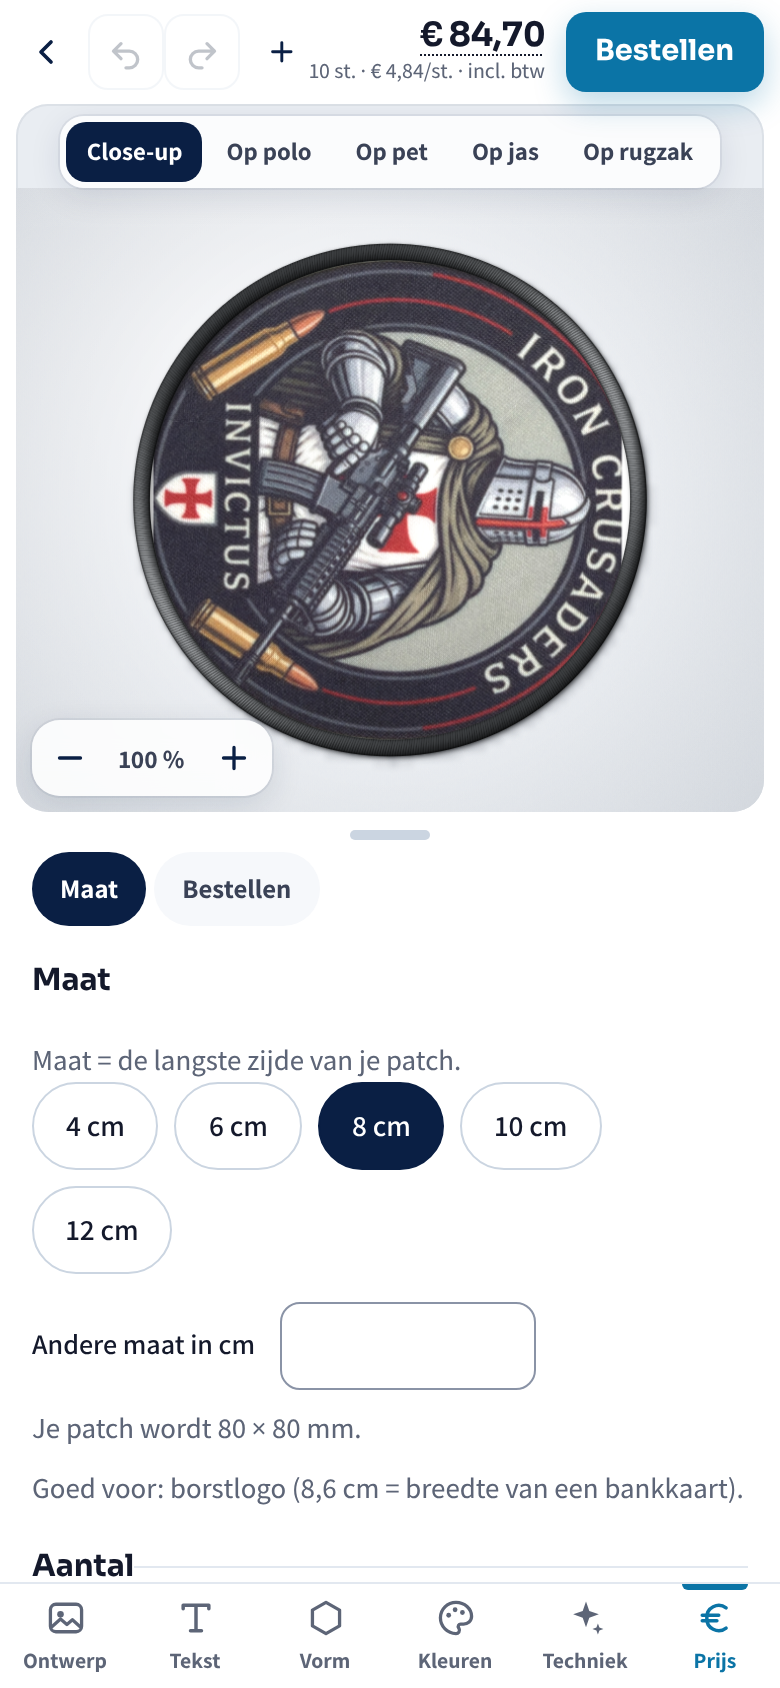 € 84,70
10 st. · € 4,84/st. · incl. btw
Bestellen
Close-up
Op polo
Op pet
Op jas
Op rugzak
IRON CRUSADERS
INVICTUS
100 %
Maat
Bestellen
Maat
Maat = de langste zijde van je patch.
4 cm
6 cm
8 cm
10 cm
12 cm
Andere maat in cm
Je patch wordt 80 × 80 mm.
Goed voor: borstlogo (8,6 cm = breedte van een bankkaart).
Aantal
Ontwerp
Tekst
Vorm
Kleuren
Techniek
Prijs